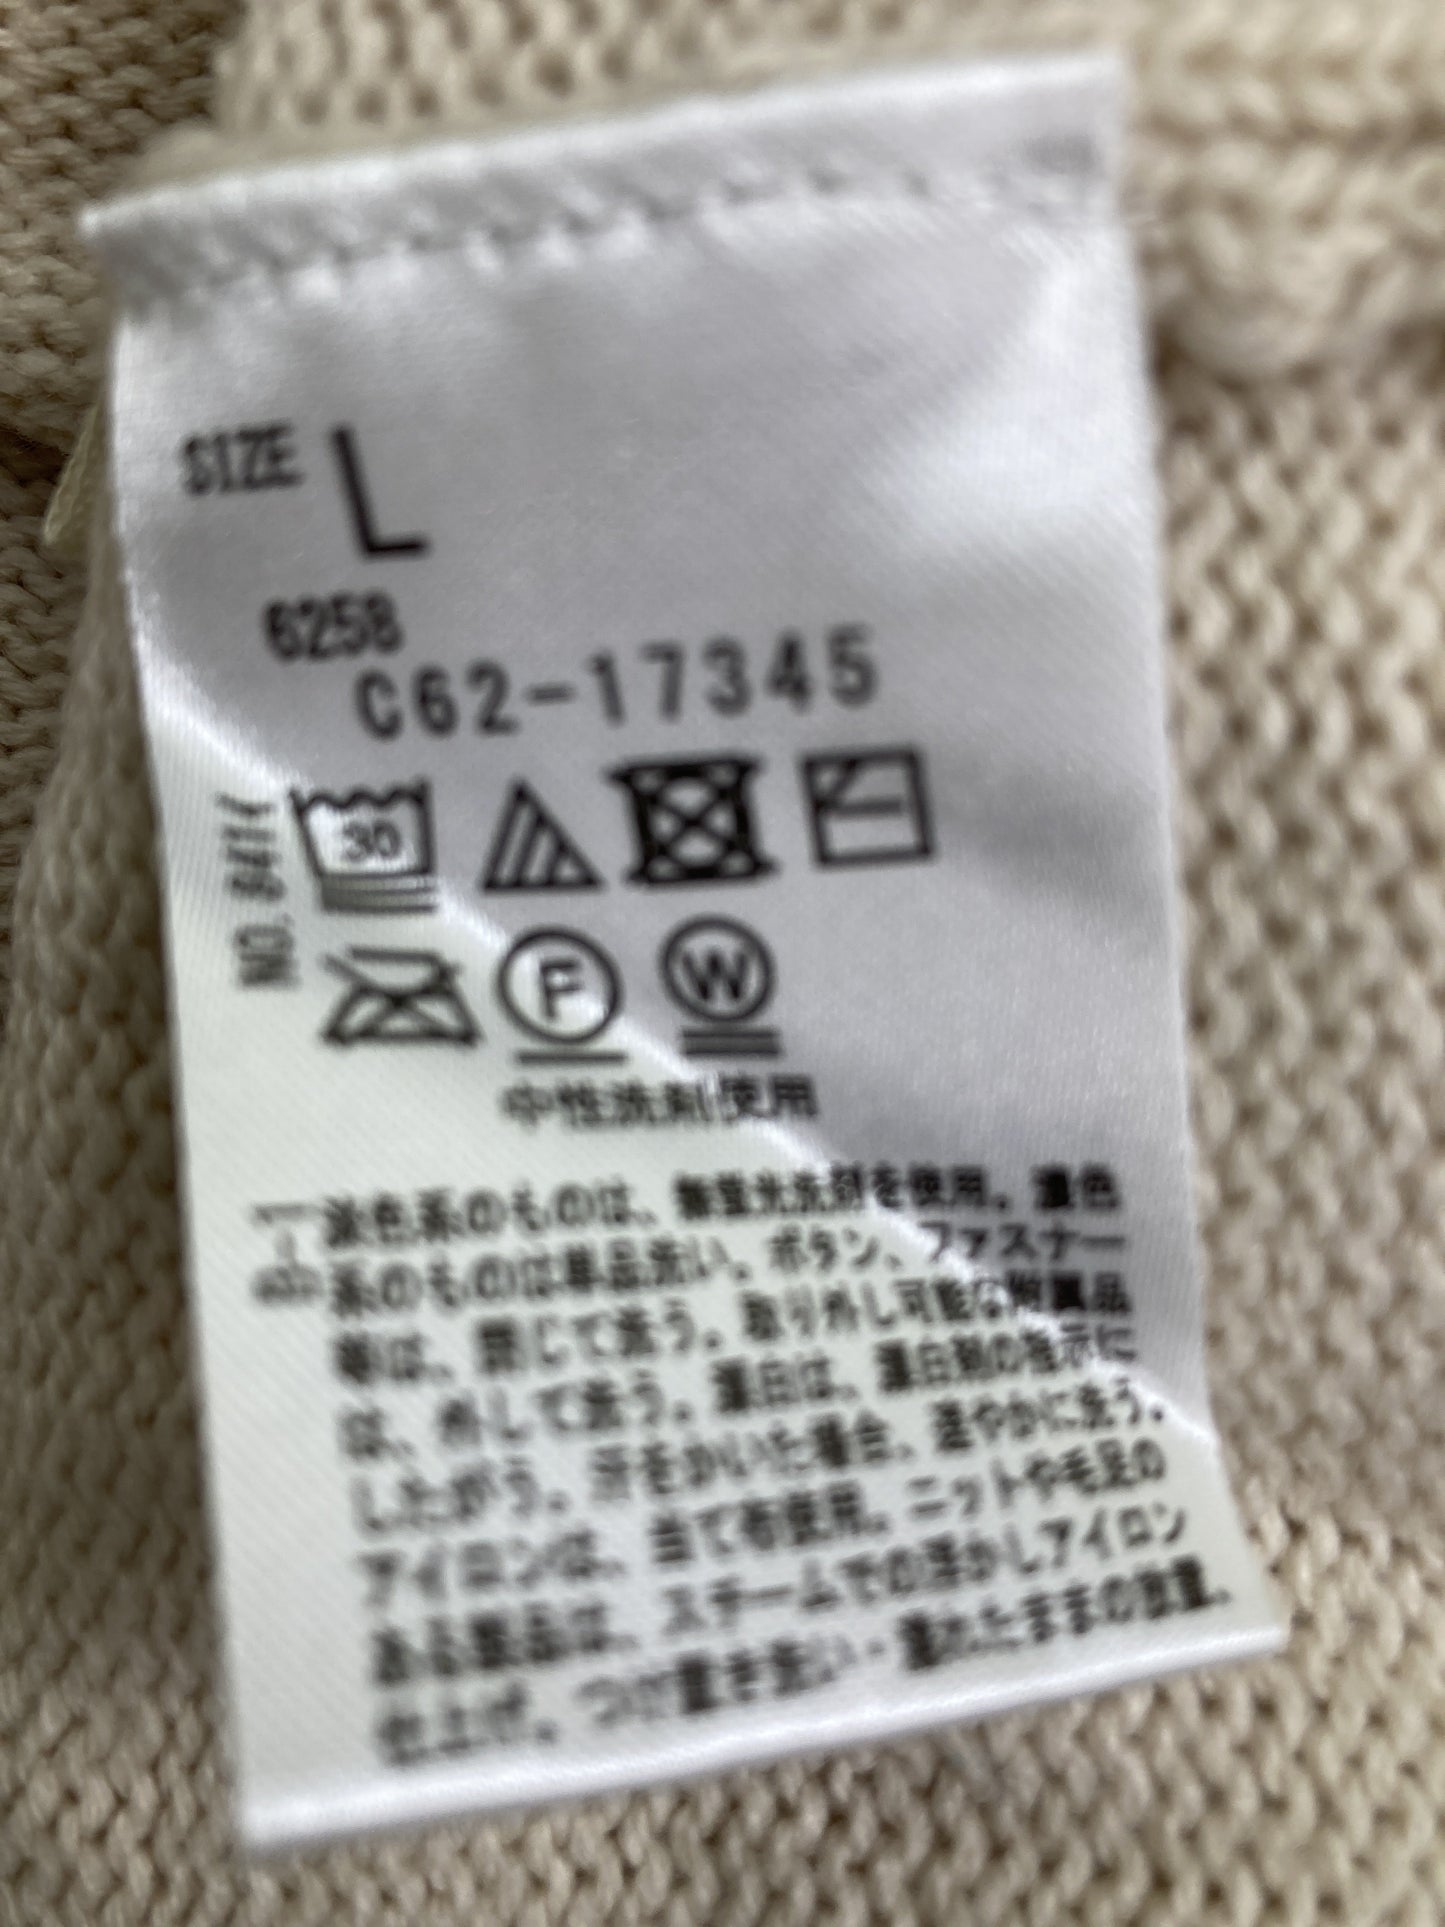 SIZE L
6258
C62-17345
30
F W
中性洗剤使用
淡色系のものは、無蛍光洗剤を使用。濃色
系のものは単品洗い。ボタン、ファスナー
等は、閉じて洗う。取り外し可能な附属品
は、外して洗う。漂白は、漂白剤の指示に
したがう。汗をかいた場合、速やかに洗う。
アイロンは、当て布使用。ニットや毛足の
ある製品は、スチームでの浮かしアイロン
仕上げ。つけ置き洗い・濡れたままの放置、